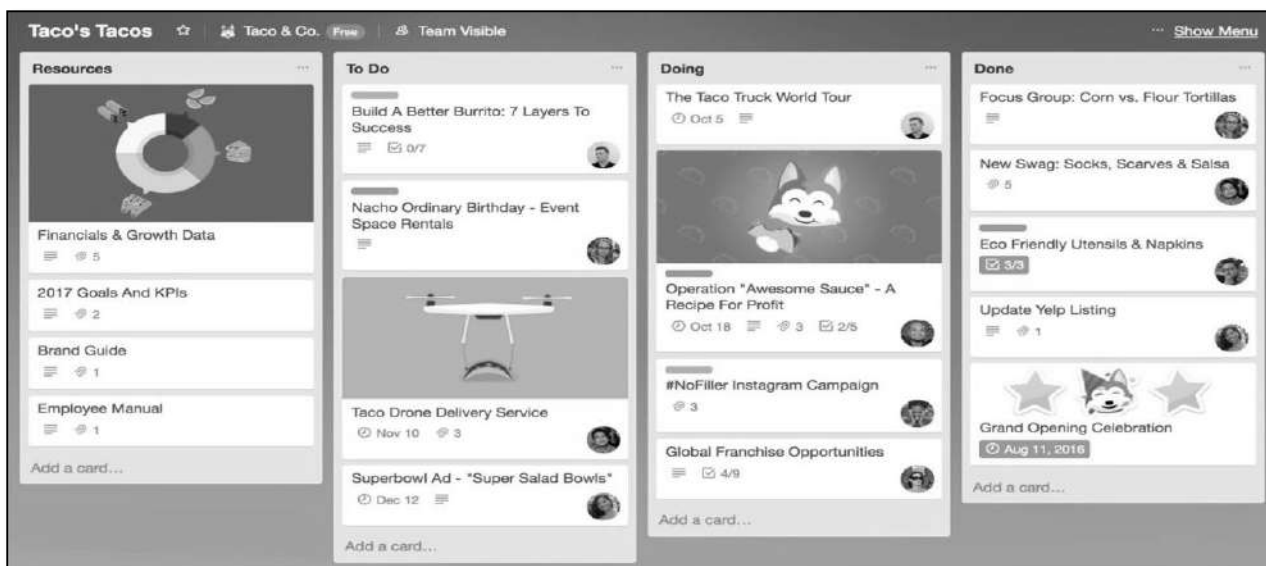 Taco's Tacos Taco & Co. Free Team Visible ... Show Menu
Resources ...
Financials & Growth Data
5
2017 Goals And KPIs
2
Brand Guide
1
Employee Manual
1
Add a card...
To Do ...
Build A Better Burrito: 7 Layers To
Success
0/7
Nacho Ordinary Birthday - Event
Space Rentals
Taco Drone Delivery Service
Nov 10 3
Superbowl Ad - "Super Salad Bowls"
Dec 12
Add a card...
Doing ...
The Taco Truck World Tour
Oct 5
Operation "Awesome Sauce" - A
Recipe For Profit
Oct 18 3 2/5
#NoFiller Instagram Campaign
3
Global Franchise Opportunities
4/9
Add a card...
Done ...
Focus Group: Corn vs. Flour Tortillas
New Swag: Socks, Scarves & Salsa
5
Eco Friendly Utensils & Napkins
3/3
Update Yelp Listing
1
Grand Opening Celebration
Aug 11, 2016
Add a card...